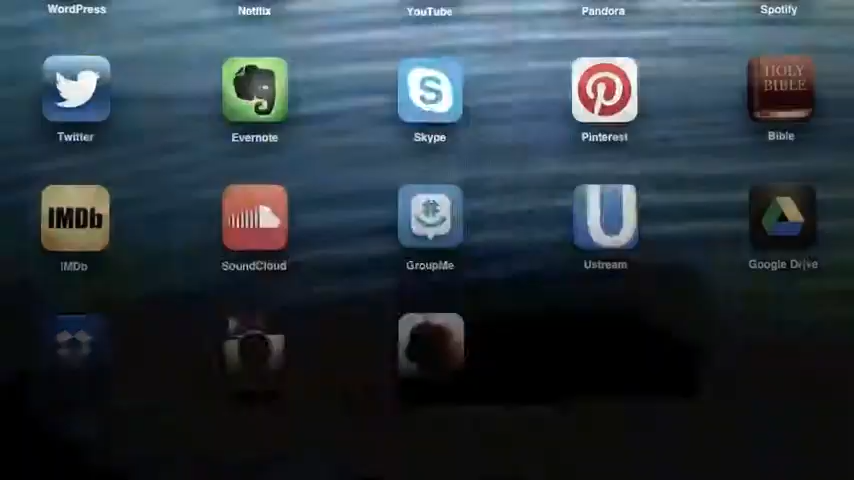 WordPress Netflix YouTube Pandora Spotify
HOLY BIBLE
Twitter Evernote Skype Pinterest Bible
IMDb
IMDb SoundCloud GroupMe Ustream Google Drive